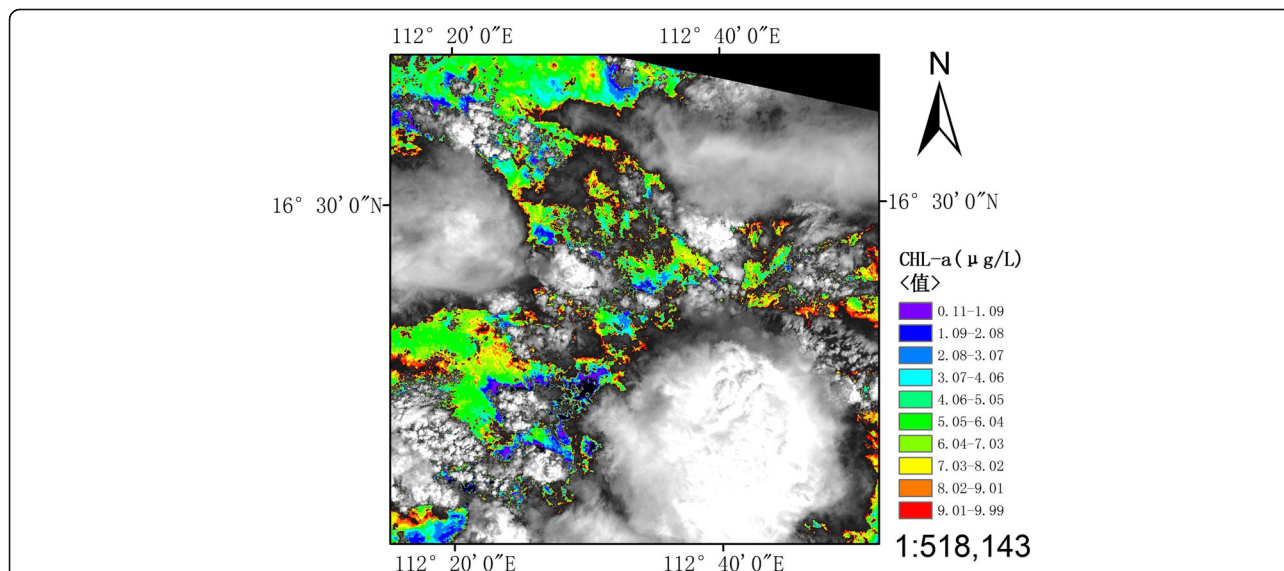 112° 20′0″E
112° 40′0″E
N
16° 30′0″N
16° 30′0″N
CHL-a(μg/L)
<值>
0.11-1.09
1.09-2.08
2.08-3.07
3.07-4.06
4.06-5.05
5.05-6.04
6.04-7.03
7.03-8.02
8.02-9.01
9.01-9.99
1:518,143
112° 20′0″E
112° 40′0″E